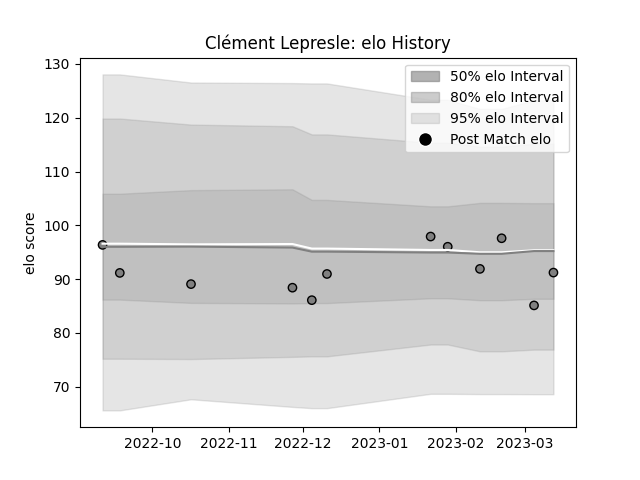 Clément Lepresle: elo History
130
120
110
100
90
80
70
elo score
50% elo Interval
80% elo Interval
95% elo Interval
Post Match elo
2022-10
2022-11
2022-12
2023-01
2023-02
2023-03